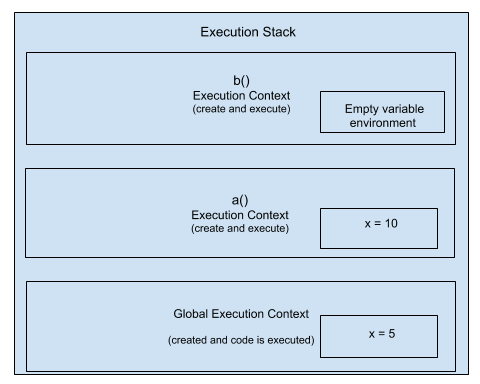 Execution Stack
b()
Execution Context
(create and execute)
Empty variable
environment
a()
Execution Context
(create and execute)
x = 10
Global Execution Context
(created and code is executed)
x = 5